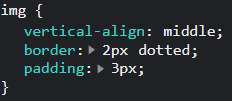 img {
vertical-align: middle;
border: 2px dotted;
padding: 3px;
}